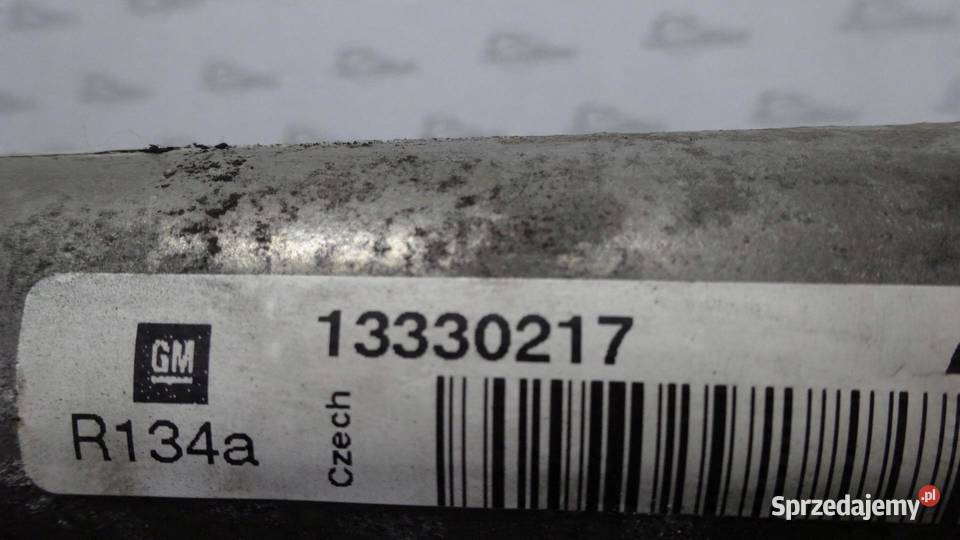 13330217
GM
R134a
Czech
Sprzedajemy.pl